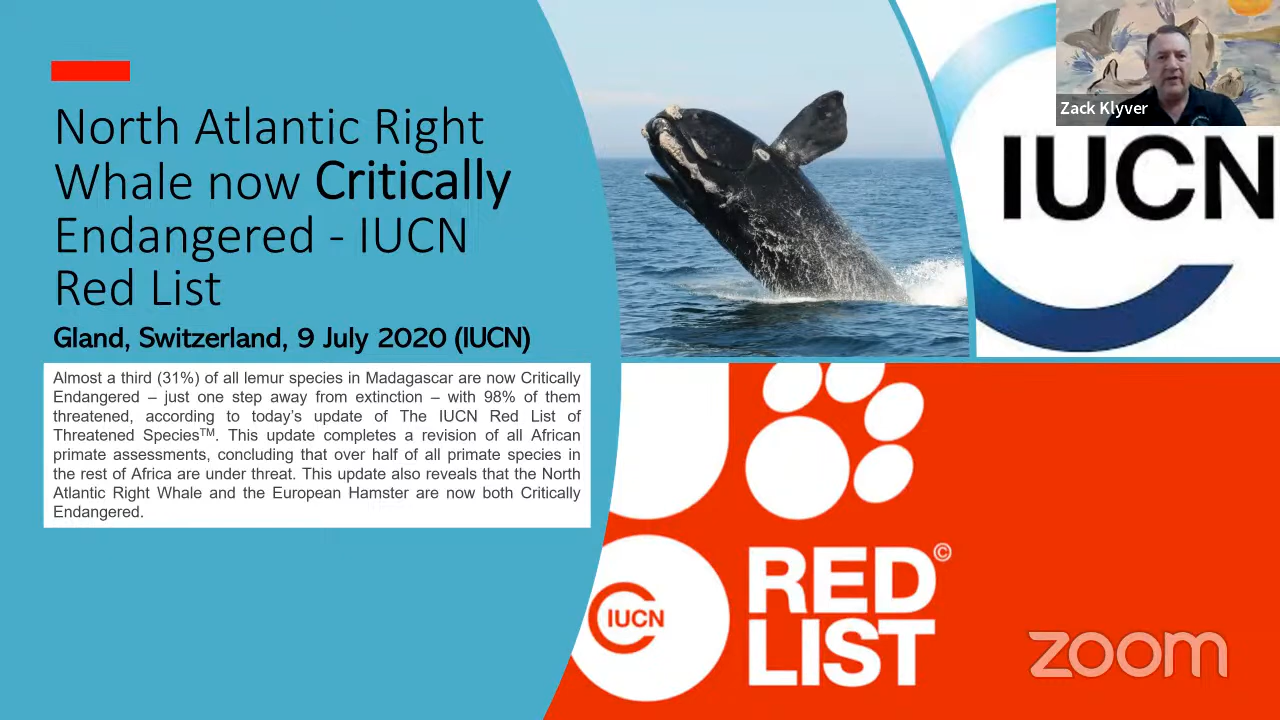 North Atlantic Right
Whale now Critically
Endangered - IUCN
Red List
Gland, Switzerland, 9 July 2020 (IUCN)
Almost a third (31%) of all lemur species in Madagascar are now Critically
Endangered – just one step away from extinction – with 98% of them
threatened, according to today's update of The IUCN Red List of
Threatened Species™. This update completes a revision of all African
primate assessments, concluding that over half of all primate species in
the rest of Africa are under threat. This update also reveals that the North
Atlantic Right Whale and the European Hamster are now both Critically
Endangered.
Zack Klyver
IUCN
IUCN
RED©
LIST
zoom